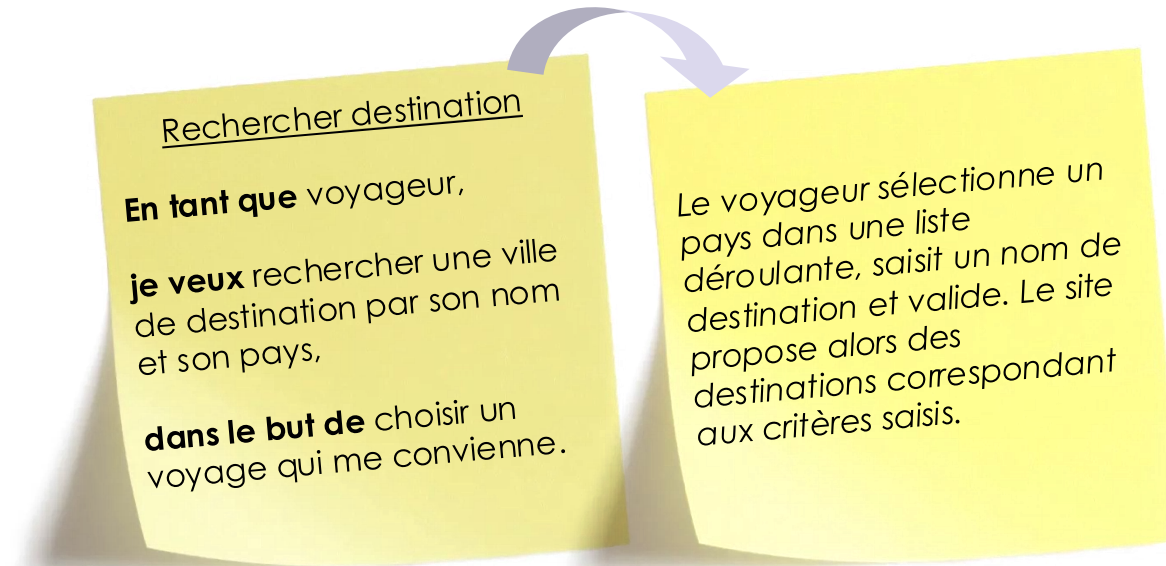 Rechercher destination
En tant que voyageur,
je veux rechercher une ville
de destination par son nom
et son pays,
dans le but de choisir un
voyage qui me convienne.
Le voyageur sélectionne un
pays dans une liste
déroulante, saisit un nom de
destination et valide. Le site
propose alors des
destinations correspondant
aux critères saisis.